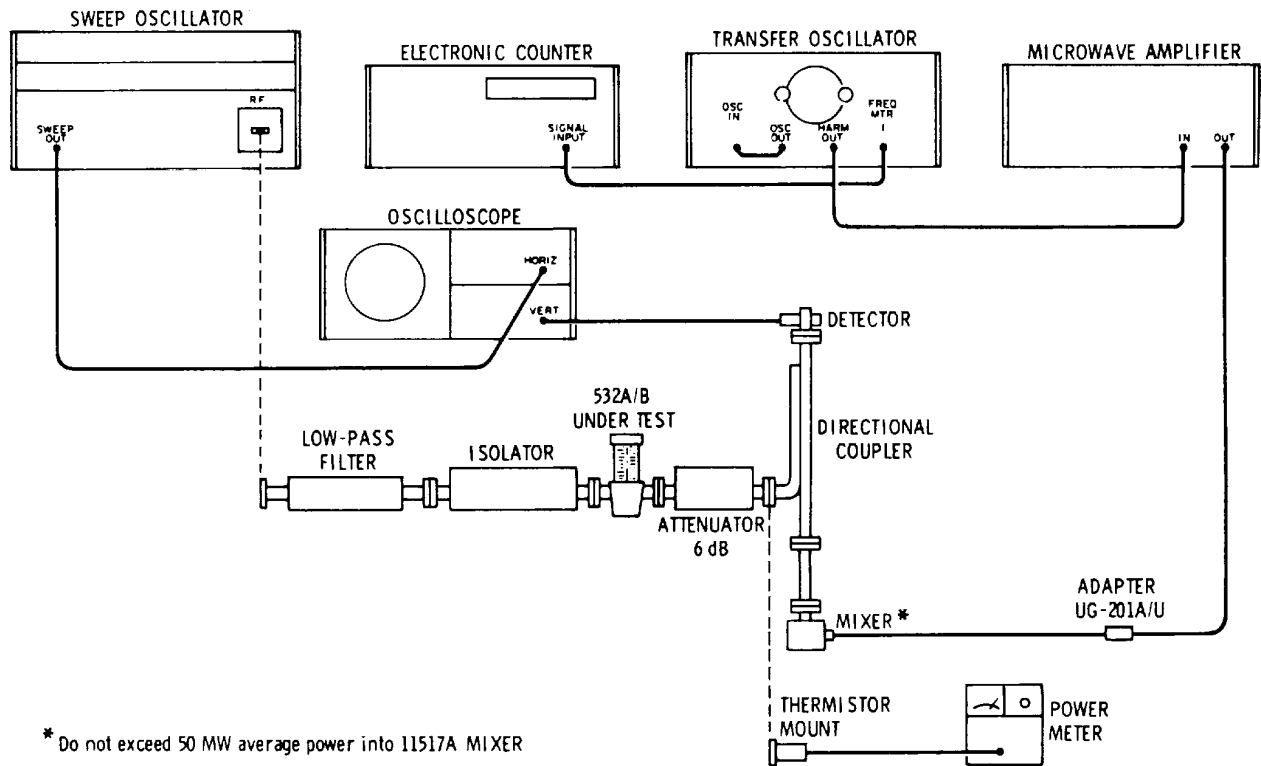 SWEEP OSCILLATOR
RF
SWEEP
OUT
ELECTRONIC COUNTER
SIGNAL
INPUT
TRANSFER OSCILLATOR
OSC
IN
OSC
OUT
HARM
OUT
FREQ
MTR
I
MICROWAVE AMPLIFIER
IN
OUT
OSCILLOSCOPE
HORIZ
VERT
DETECTOR
532A/B
UNDER TEST
LOW-PASS
FILTER
ISOLATOR
DIRECTIONAL
COUPLER
ATTENUATOR
6 dB
MIXER *
ADAPTER
UG-201A/U
THERMISTOR
MOUNT
POWER
METER
* Do not exceed 50 MW average power into 11517A MIXER